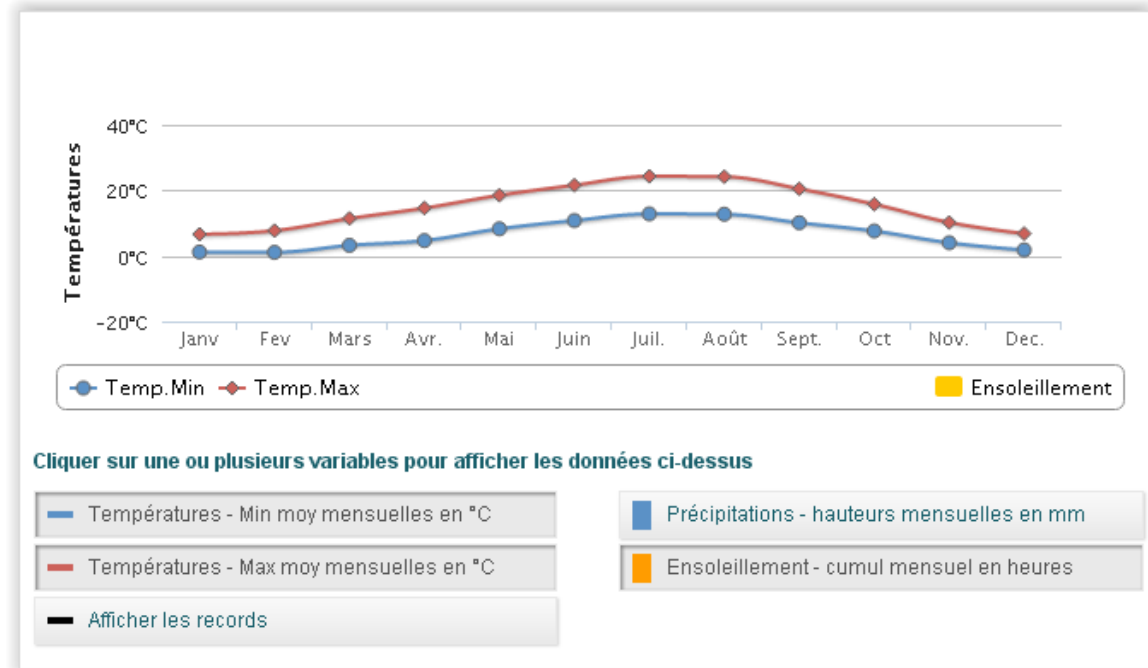 Températures
40°C
20°C
0°C
-20°C
Janv Fev Mars Avr. Mai Juin Juil. Août Sept. Oct Nov. Dec.
Temp.Min Temp.Max Ensoleillement
Cliquer sur une ou plusieurs variables pour afficher les données ci-dessus
Températures - Min moy mensuelles en °C
Précipitations - hauteurs mensuelles en mm
Températures - Max moy mensuelles en °C
Ensoleillement - cumul mensuel en heures
Afficher les records